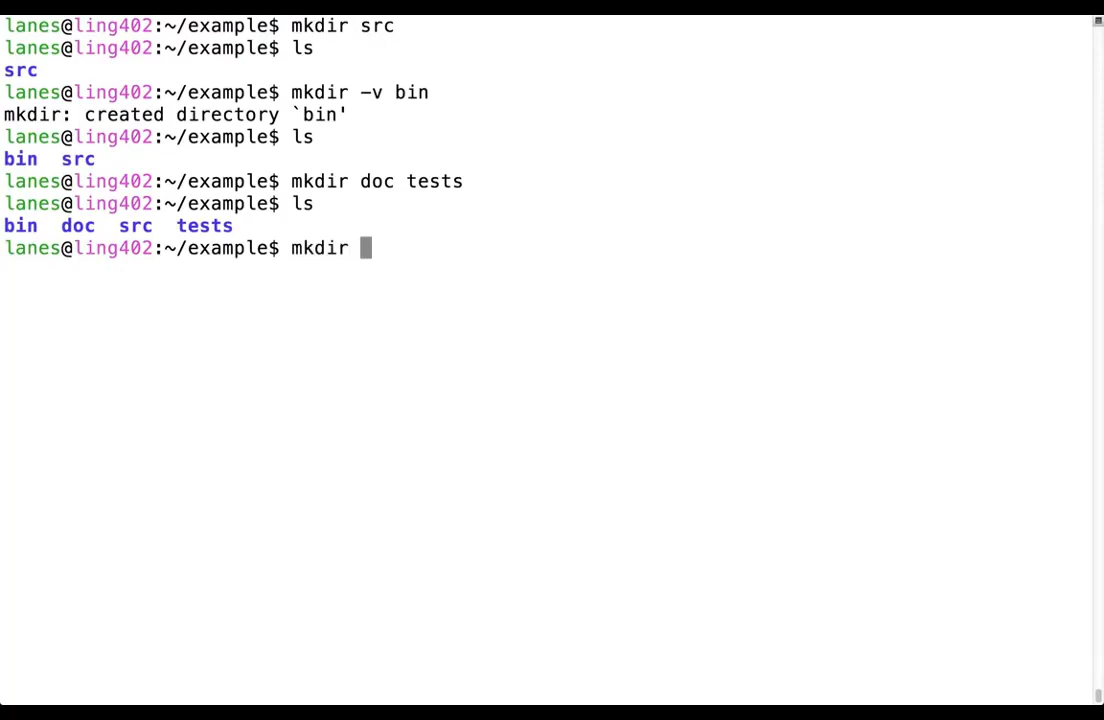 lanes@ling402:~/example$ mkdir src
lanes@ling402:~/example$ ls
src
lanes@ling402:~/example$ mkdir -v bin
mkdir: created directory `bin'
lanes@ling402:~/example$ ls
bin  src
lanes@ling402:~/example$ mkdir doc tests
lanes@ling402:~/example$ ls
bin  doc  src  tests
lanes@ling402:~/example$ mkdir